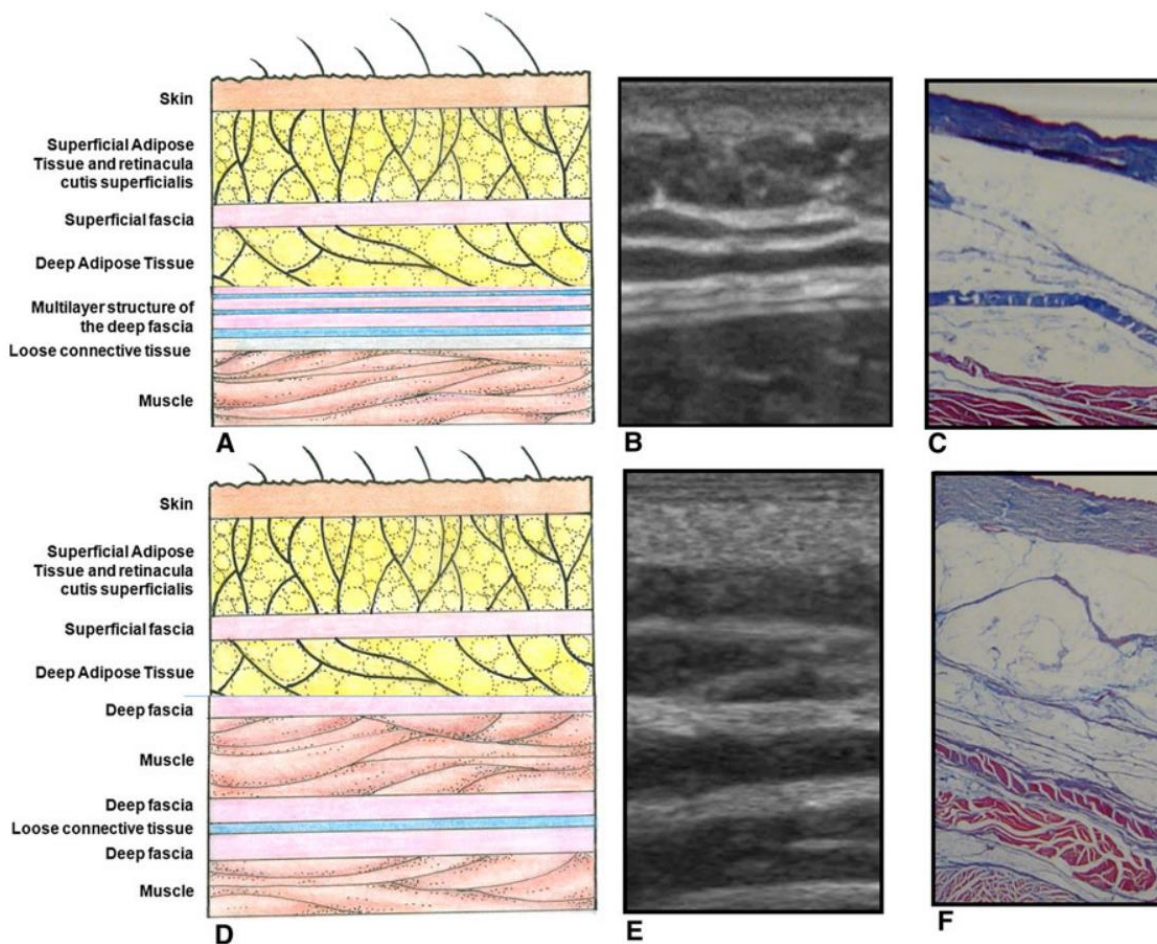 Skin
Superficial Adipose
Tissue and retinacula
cutis superficialis
Superficial fascia
Deep Adipose Tissue
Multilayer structure of
the deep fascia
Loose connective tissue
Muscle
A
B
C
Skin
Superficial Adipose
Tissue and retinacula
cutis superficialis
Superficial fascia
Deep Adipose Tissue
Deep fascia
Muscle
Deep fascia
Loose connective tissue
Deep fascia
Muscle
D
E
F